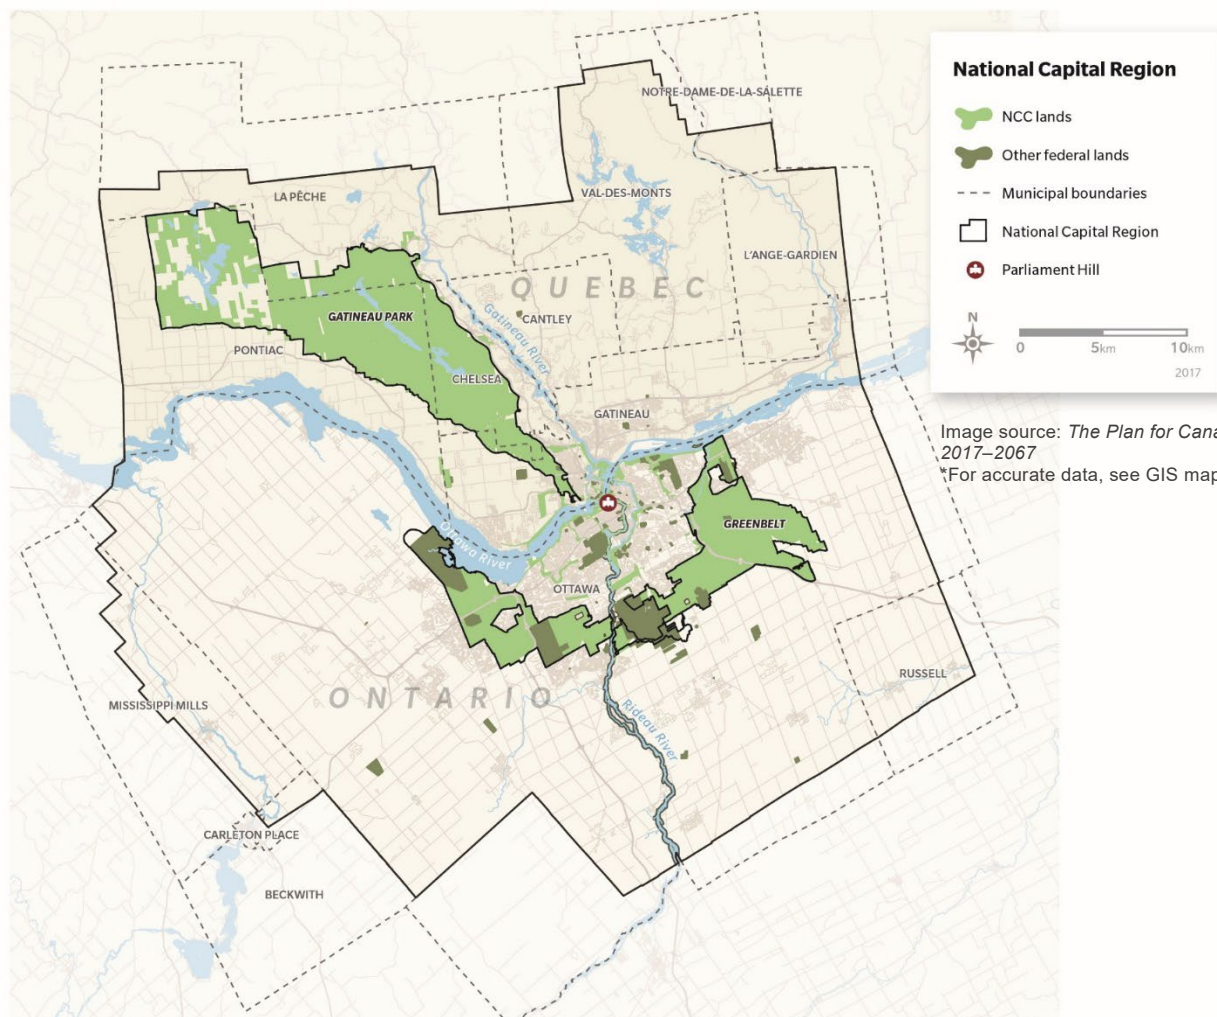 NOTRE-DAME-DE-LA-SALETTE
LA PÊCHE
VAL-DES-MONTS
L'ANGE-GARDIEN
QUEBEC
GATINEAU PARK
Gatineau River
CANTLEY
PONTIAC
CHELSEA
GATINEAU
GREENBELT
Ottawa River
OTTAWA
RUSSELL
ONTARIO
MISSISSIPPI MILLS
Rideau River
CARLETON PLACE
BECKWITH
National Capital Region
NCC lands
Other federal lands
Municipal boundaries
National Capital Region
Parliament Hill
N
0 5km 10km
2017
Image source: The Plan for Cana
2017–2067
*For accurate data, see GIS map